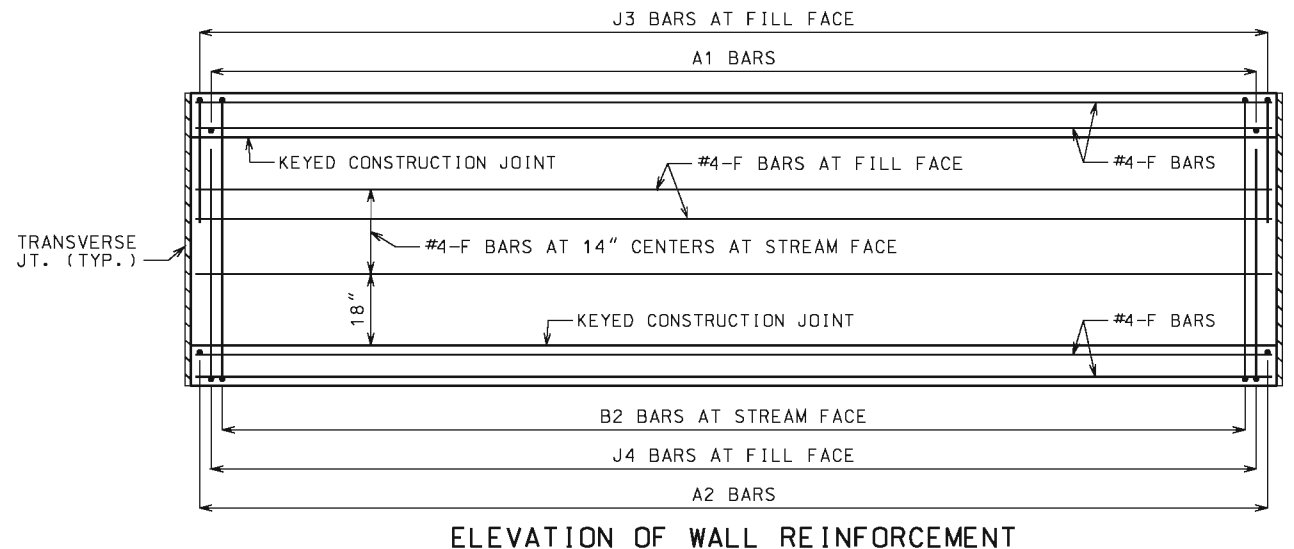 J3 BARS AT FILL FACE
A1 BARS
KEYED CONSTRUCTION JOINT
#4-F BARS AT FILL FACE
#4-F BARS
TRANSVERSE
JT. (TYP.)
#4-F BARS AT 14" CENTERS AT STREAM FACE
18"
KEYED CONSTRUCTION JOINT
#4-F BARS
B2 BARS AT STREAM FACE
J4 BARS AT FILL FACE
A2 BARS
ELEVATION OF WALL REINFORCEMENT